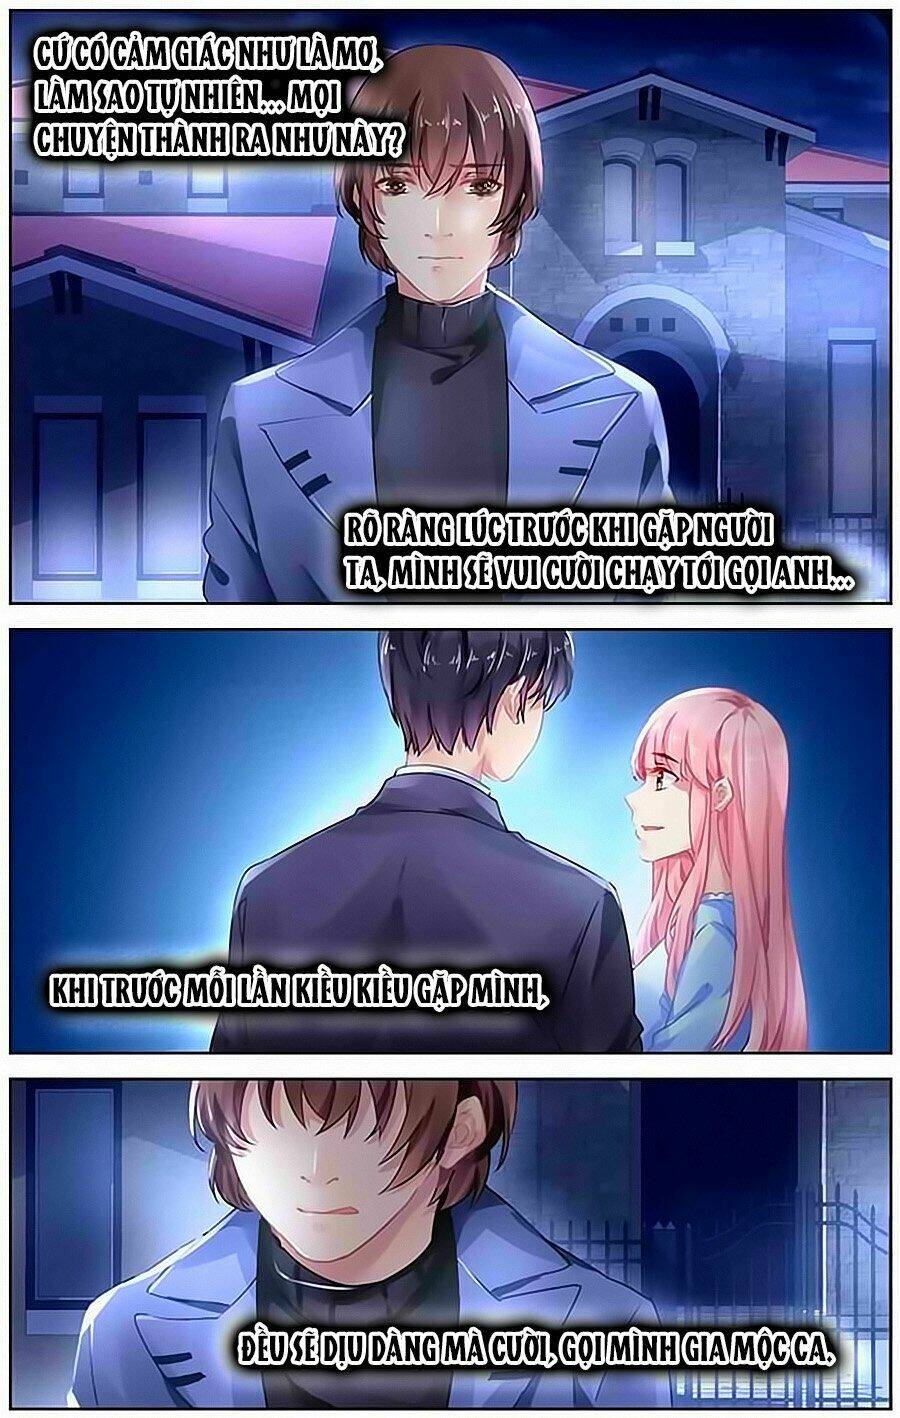 CỨ CÓ CẢM GIÁC NHƯ LÀ MƠ,
LÀM SAO TỰ NHIÊN... MỌI
CHUYỆN THÀNH RA NHƯ NÀY?
RÕ RÀNG LÚC TRƯỚC KHI GẶP NGƯỜI
TA, MÌNH SẼ VUI CƯỜI CHẠY TỚI GỌI ANH...
KHI TRƯỚC MỖI LẦN KIỀU KIỀU GẶP MÌNH,
ĐỀU SẼ DỊU DÀNG MÀ CƯỜI, GỌI MÌNH GIA MỘC CA.